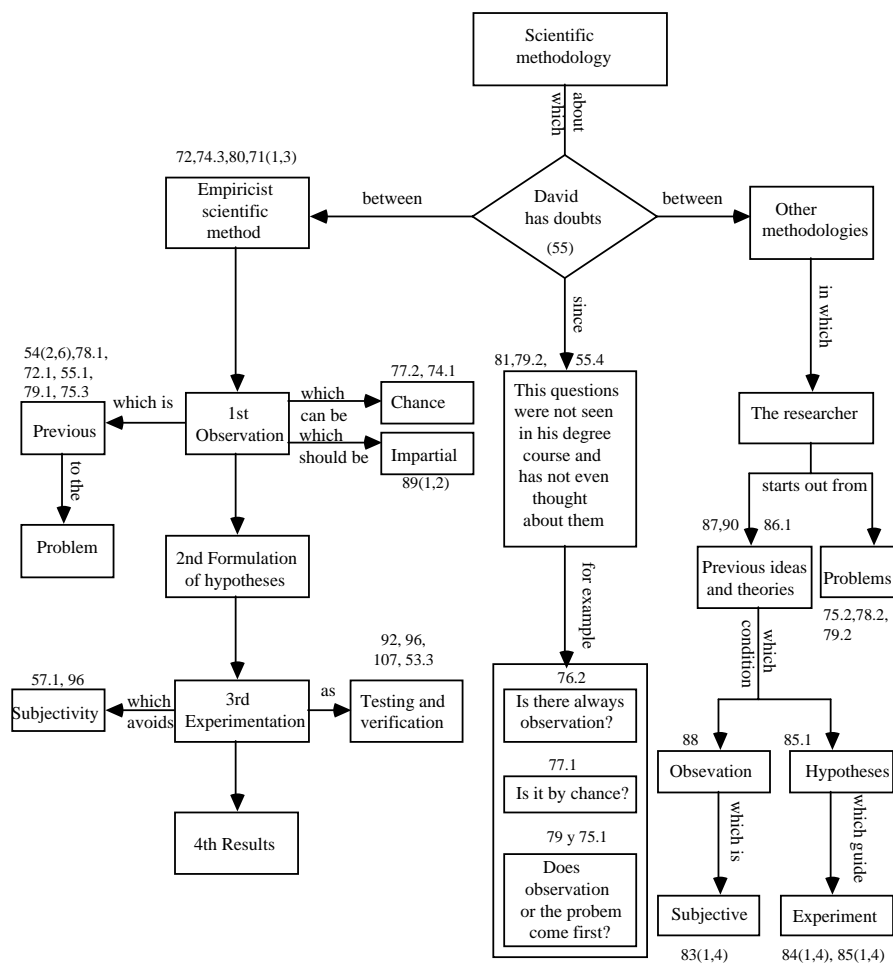 Scientific
methodology
about
which
72,74.3,80,71(1,3)
Empiricist
scientific
method
between
David
has doubts
(55)
between
Other
methodologies
since
in which
54(2,6),78.1,
72.1, 55.1,
79.1, 75.3
Previous
which is
1st
Observation
which
can be
77.2, 74.1
Chance
which
should be
Impartial
89(1,2)
to the
Problem
81,79.2,
55.4
This questions
were not seen
in his degree
course and
has not even
thought
about them
The researcher
starts out from
87,90
86.1
Previous ideas
and theories
Problems
75.2,78.2,
79.2
2nd Formulation
of hypotheses
for example
which
condition
57.1, 96
Subjectivity
which
avoids
3rd
Experimentation
as
92, 96,
107, 53.3
Testing and
verification
4th Results
76.2
Is there always
observation?
77.1
Is it by chance?
79 y 75.1
Does
observation
or the probem
come first?
88
Obsevation
85.1
Hypotheses
which is
which guide
Subjective
83(1,4)
Experiment
84(1,4), 85(1,4)